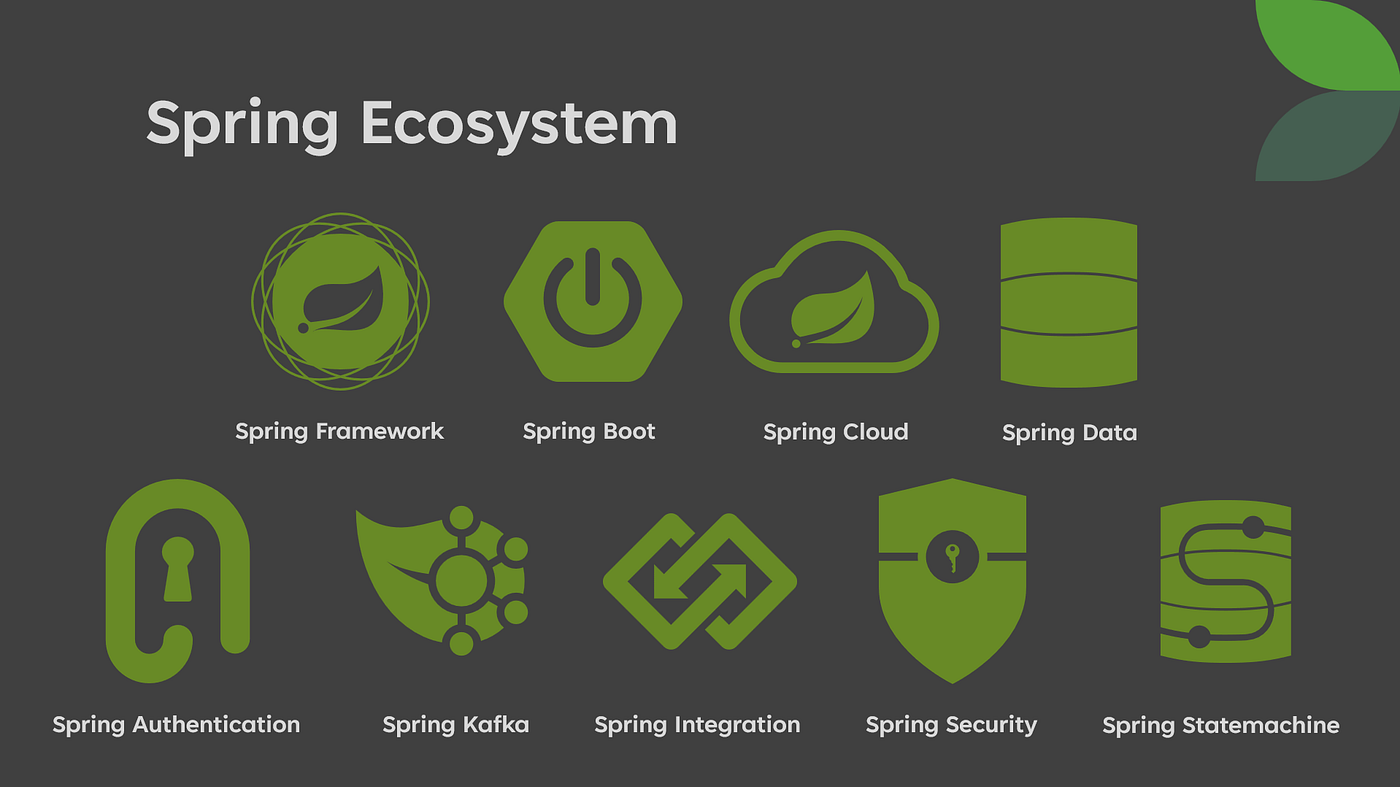 Spring Ecosystem
Spring Framework
Spring Boot
Spring Cloud
Spring Data
Spring Authentication
Spring Kafka
Spring Integration
Spring Security
Spring Statemachine